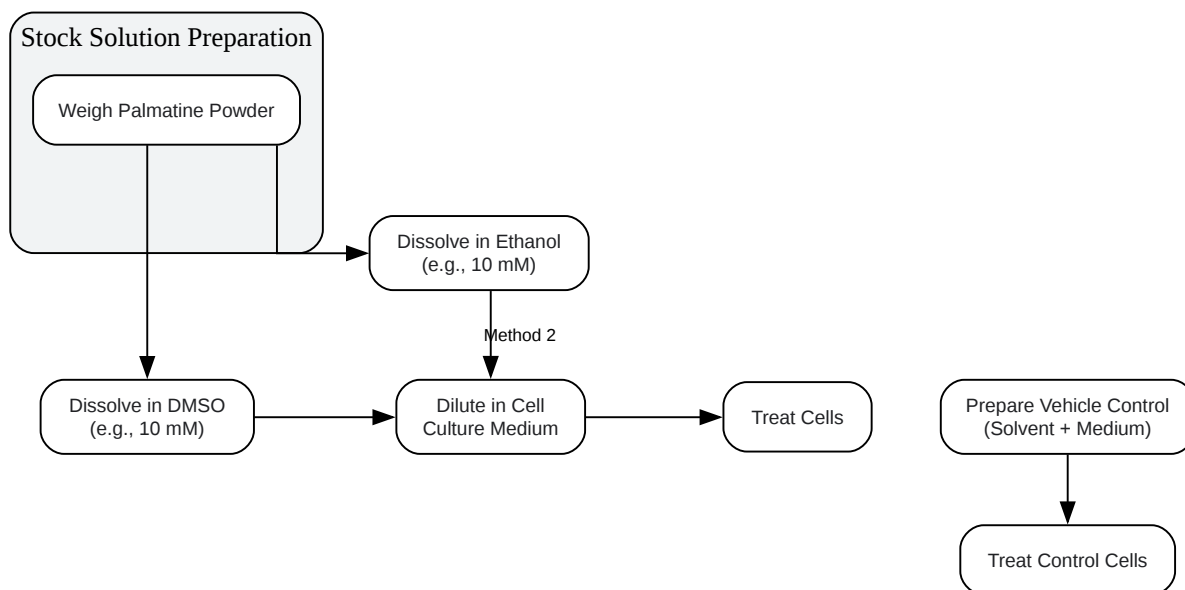 Stock Solution Preparation
Weigh Palmatine Powder
Dissolve in Ethanol
(e.g., 10 mM)
Method 2
Dissolve in DMSO
(e.g., 10 mM)
Dilute in Cell
Culture Medium
Treat Cells
Prepare Vehicle Control
(Solvent + Medium)
Treat Control Cells